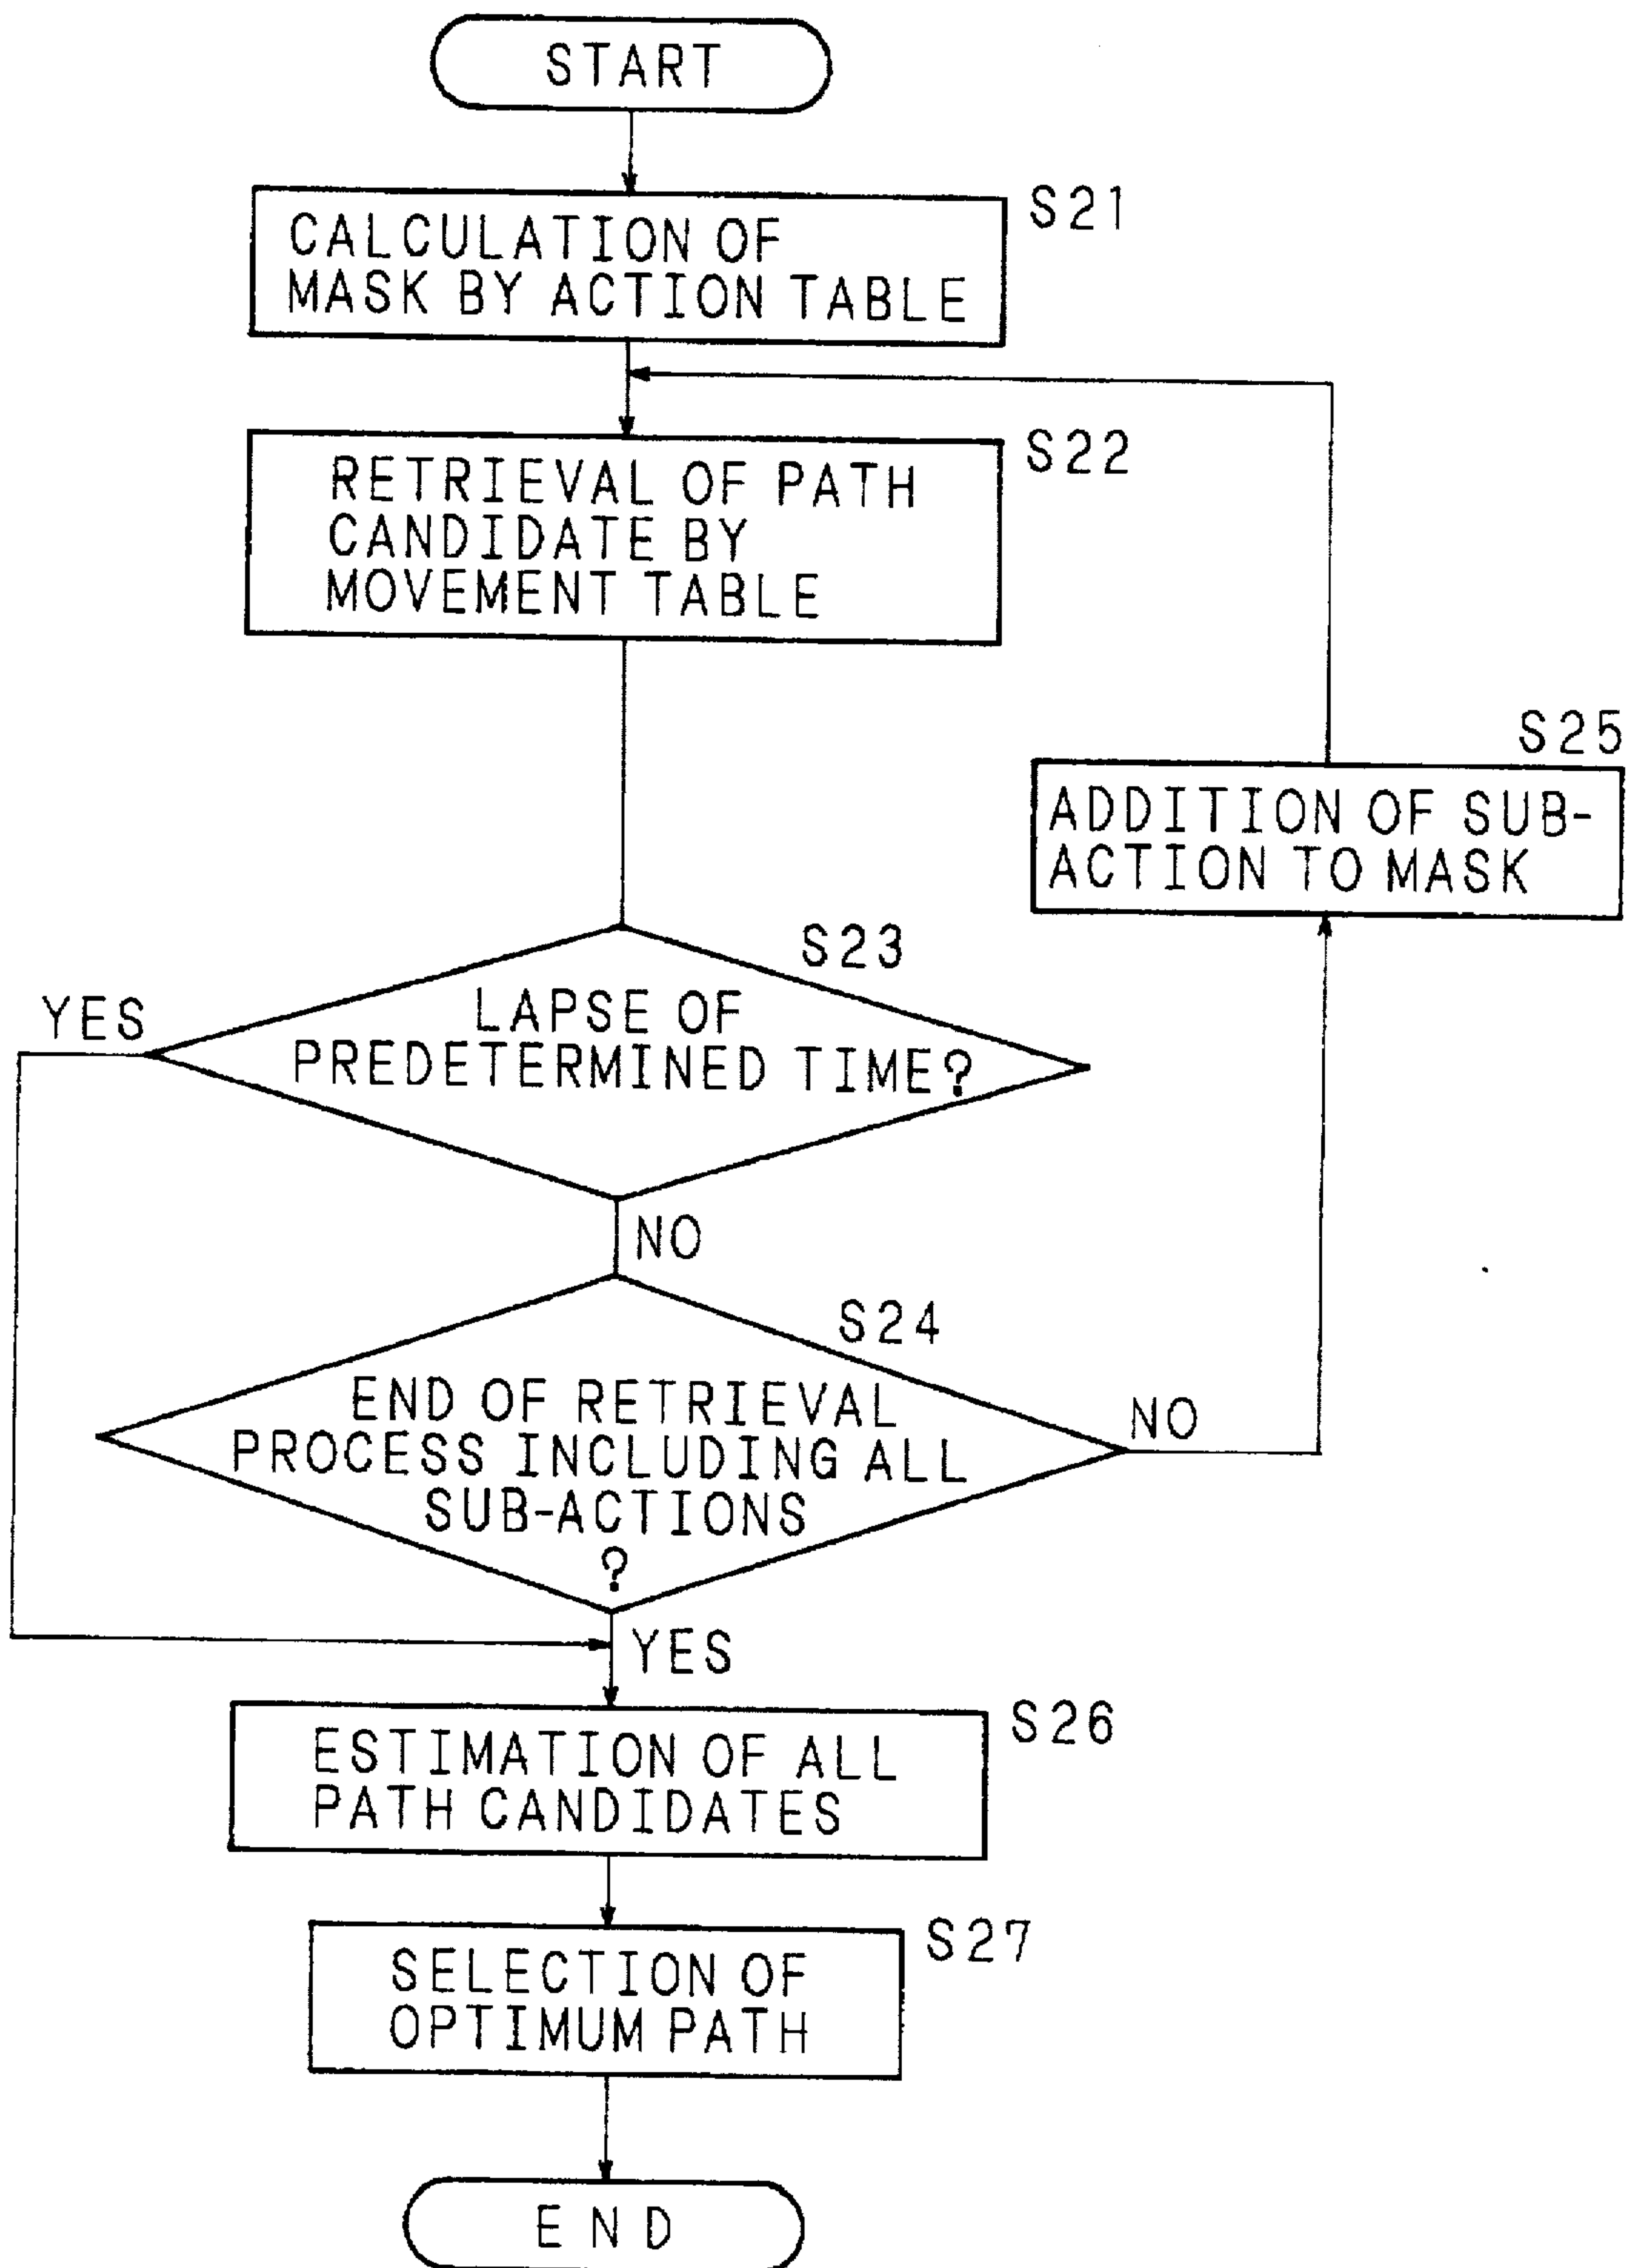 START
S21
CALCULATION OF
MASK BY ACTION TABLE
S22
RETRIEVAL OF PATH
CANDIDATE BY
MOVEMENT TABLE
S25
ADDITION OF SUB-
ACTION TO MASK
S23
YES
LAPSE OF
PREDETERMINED TIME?
NO
S24
END OF RETRIEVAL
PROCESS INCLUDING ALL
SUB-ACTIONS
?
NO
YES
S26
ESTIMATION OF ALL
PATH CANDIDATES
S27
SELECTION OF
OPTIMUM PATH
END